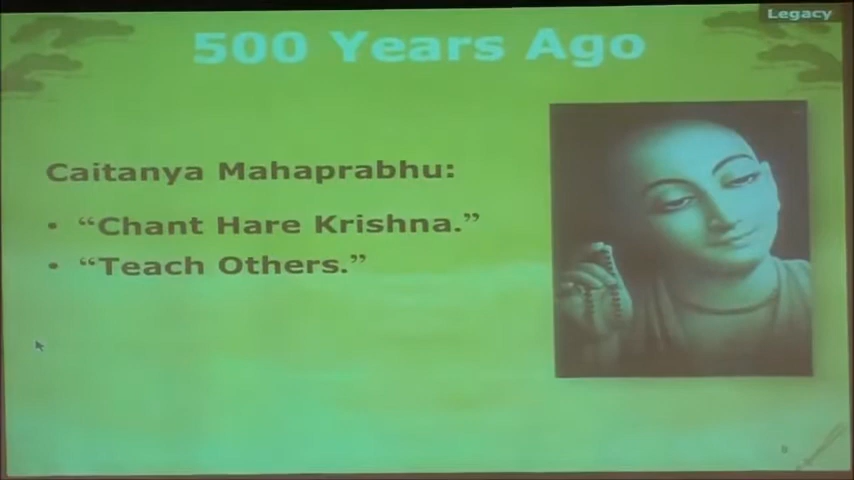 Legacy
500 Years Ago
Caitanya Mahaprabhu:
• “Chant Hare Krishna.”
• “Teach Others.”